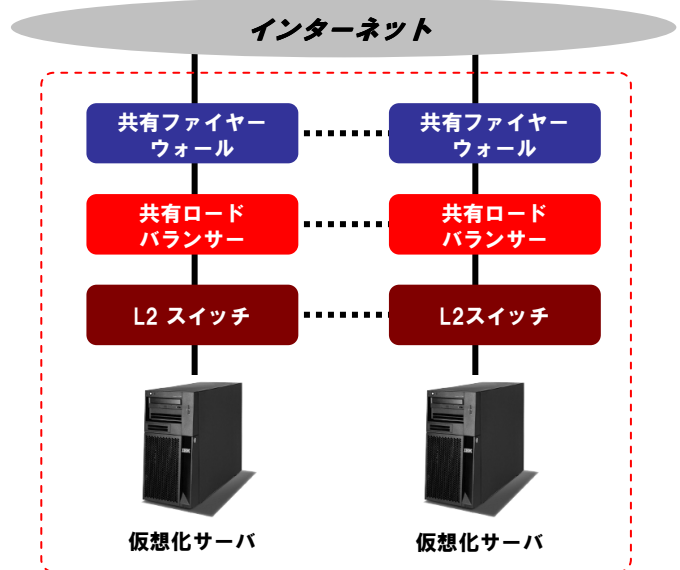 インターネット
共有ファイヤー
ウォール
共有ファイヤー
ウォール
共有ロード
バランサー
共有ロード
バランサー
L2 スイッチ
L2スイッチ
仮想化サーバ
仮想化サーバ